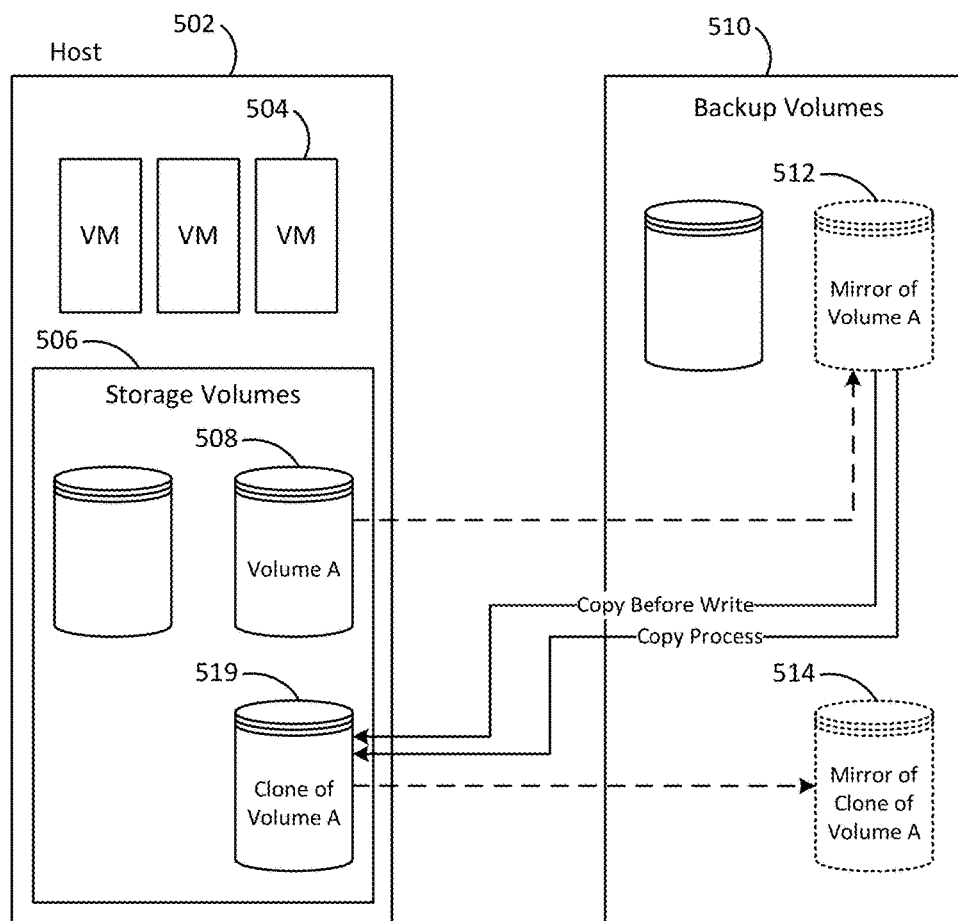 502
510
Host
504
Backup Volumes
512
VM
VM
VM
Mirror of
Volume A
506
Storage Volumes
508
Volume A
Copy Before Write
Copy Process
519
514
Clone of
Volume A
Mirror of
Clone of
Volume A